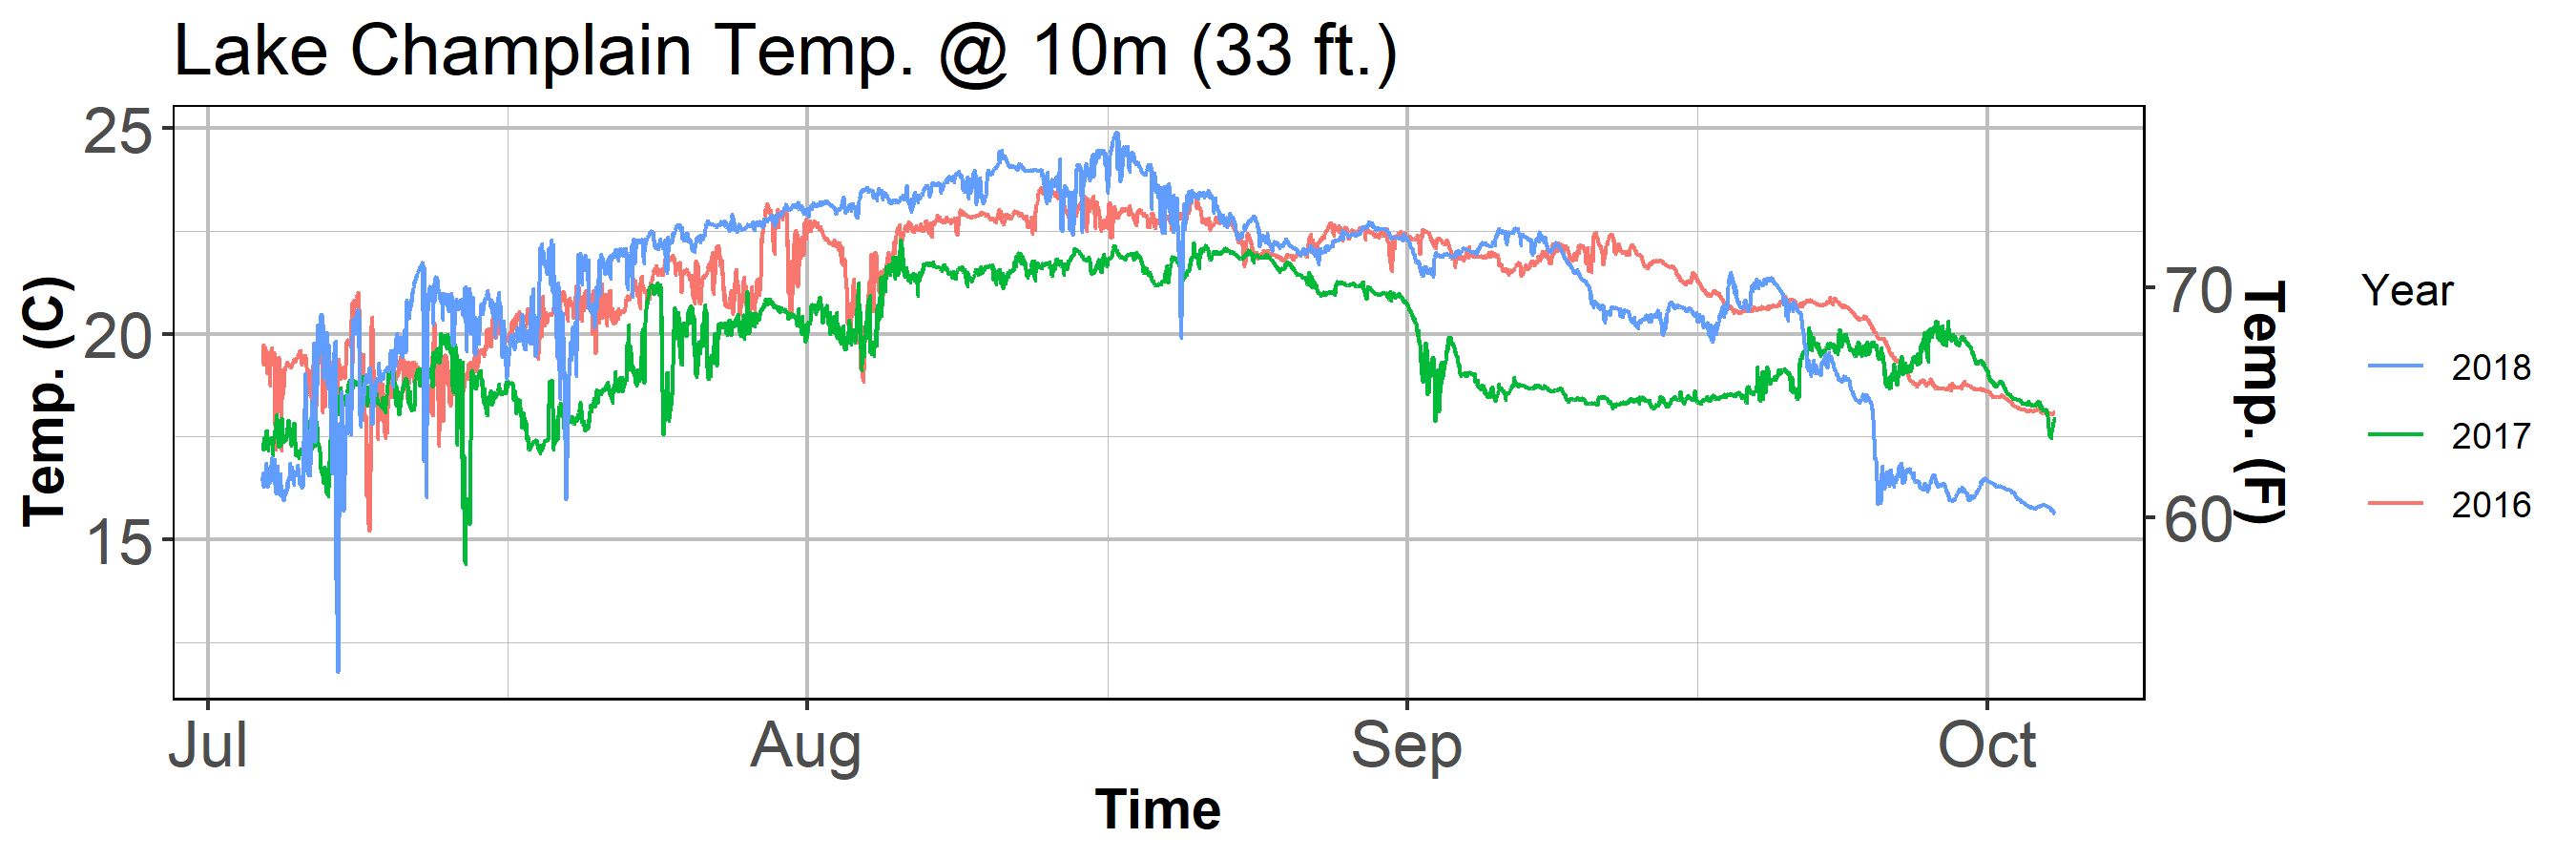 Lake Champlain Temp. @ 10m (33 ft.)
25
20
15
Temp. (C)
70
60
Temp. (F)
Jul
Aug
Sep
Oct
Time
Year
2018
2017
2016